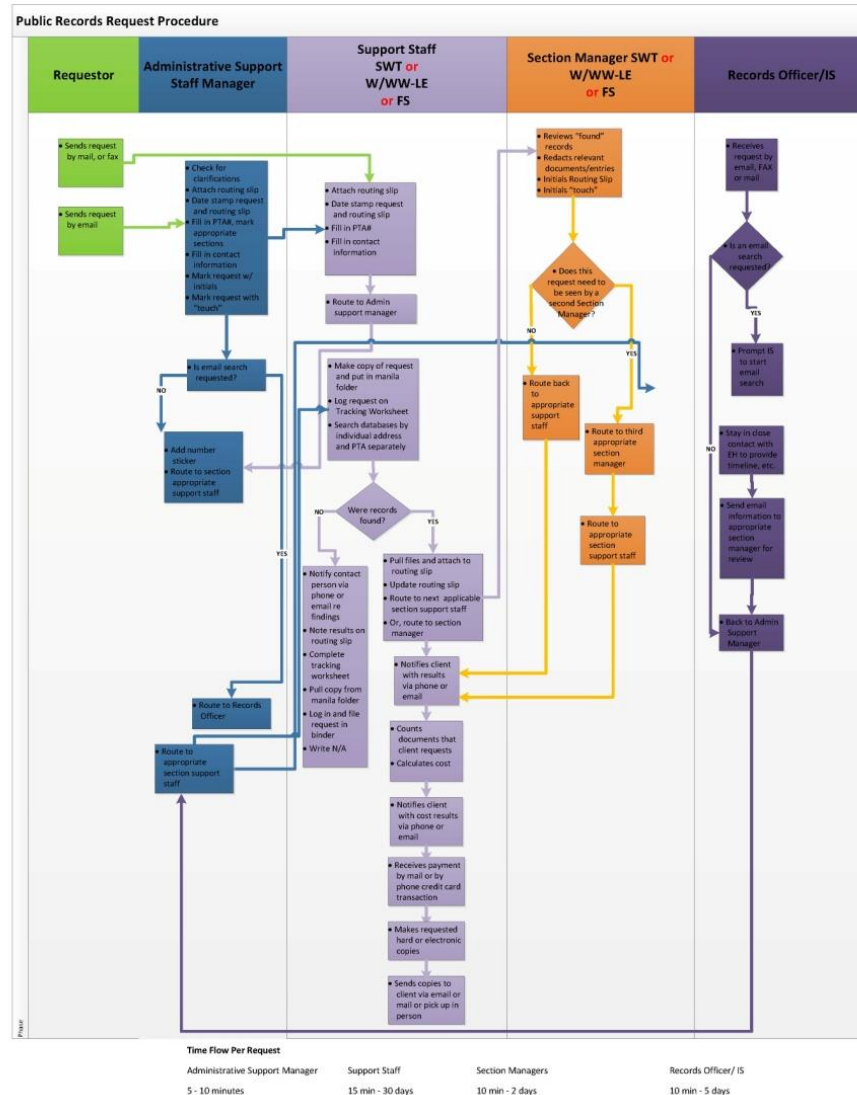 Public Records Request Procedure
Requestor
Administrative Support
Staff Manager
Support Staff
SWT or
W/WW-LE
or FS
Section Manager SWT or
W/WW-LE
or FS
Records Officer/IS
• Sends request
by mail, or fax
• Sends request
by email
• Check for
clarifications
• Attach routing slip
• Date stamp request
and routing slip
• Fill in PTA#, mark
appropriate
sections
• Fill in contact
information
• Mark request w/
initials
• Mark request with
“touch”
• Is email search
requested?
NO
• Add number
sticker
• Route to section
appropriate
support staff
YES
• Route to Records
Officer
• Route to
appropriate
section support
staff
• Attach routing slip
• Date stamp request
and routing slip
• Fill in PTA#
• Fill in contact
information
• Route to Admin
support manager
• Make copy of request
and put in manila
folder
• Log request on
Tracking Worksheet
• Search databases by
individual address
and PTA separately
• Were records
found?
NO
YES
• Notify contact
person via
phone or
email re
findings
• Note results on
routing slip
• Complete
tracking
worksheet
• Pull copy from
manila folder
• Log in and file
request in
binder
• Write N/A
• Pull files and attach to
routing slip
• Update routing slip
• Route to next applicable
section support staff
• Or, route to section
manager
• Notifies client
with results
via phone or
email
• Counts
documents that
client requests
• Calculates cost
• Notifies client
with cost results
via phone or
email
• Receives payment
by mail or by
phone credit card
transaction
• Makes requested
hard or electronic
copies
• Sends copies to
client via email or
mail or pick up in
person
• Reviews “found”
records
• Redacts relevant
documents/entries
• Initials Routing Slip
• Initials “touch”
• Does this
request need to
be seen by a
second Section
Manager?
NO
YES
• Route back
to
appropriate
support
staff
• Route to third
appropriate
section
manager
• Route to
appropriate
section
support staff
• Receives
request by
email, FAX
or mail
• Is an email
search
requested?
YES
• Prompt IS
to start
email
search
NO
• Stay in close
contact with
EH to provide
timeline, etc.
• Send email
information to
appropriate
section
manager for
review
• Back to Admin
Support
Manager
Phase
Time Flow Per Request
Administrative Support Manager
Support Staff
Section Managers
Records Officer/ IS
5 - 10 minutes
15 min - 30 days
10 min - 2 days
10 min - 5 days